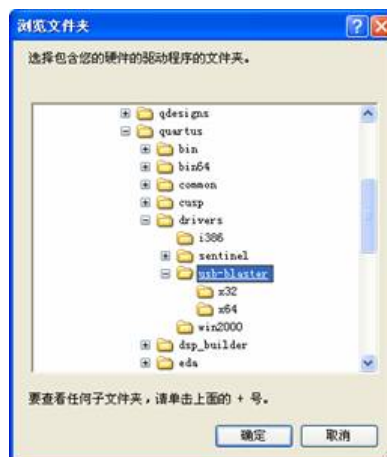 浏览文件夹
选择包含您的硬件的驱动程序的文件夹。
qdesigns
quartus
bin
bin64
common
cusp
drivers
i386
sentinel
usb-blaster
x32
x64
win2000
dsp_builder
eda
要查看任何子文件夹，请单击上面的 + 号。
确定 取消